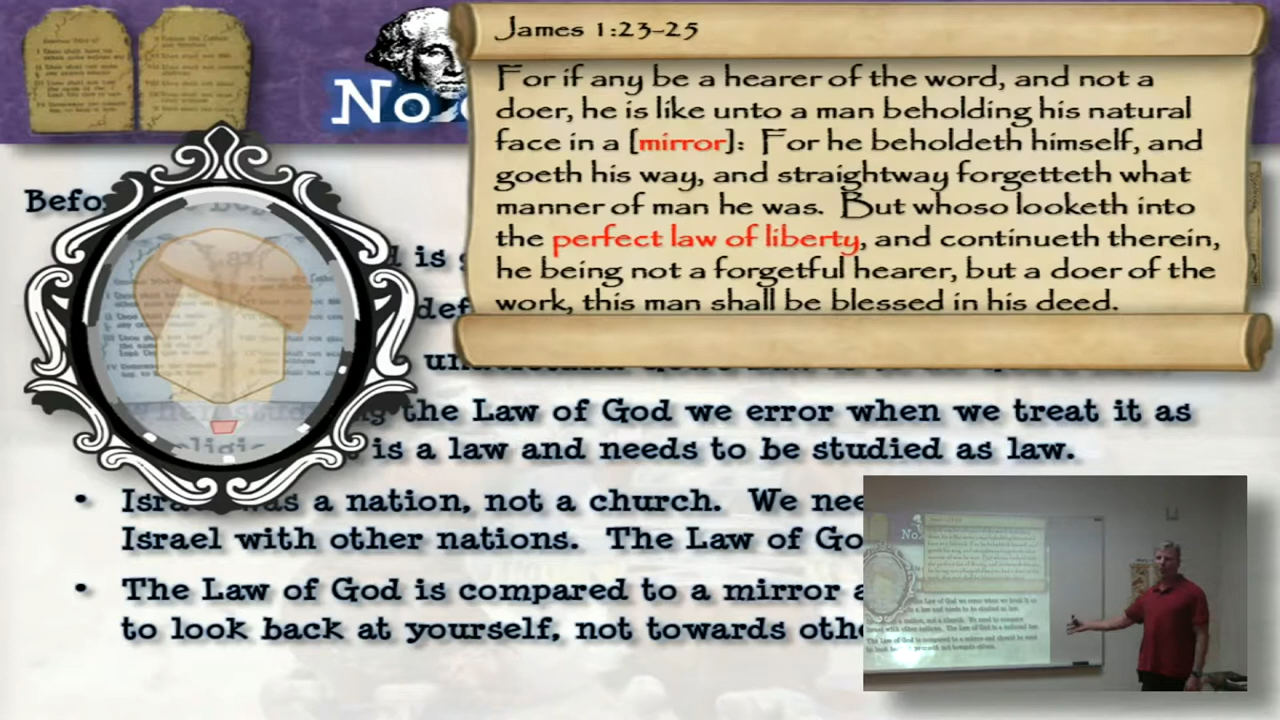 James 1:23-25
For if any be a hearer of the word, and not a
doer, he is like unto a man beholding his natural
face in a [mirror]: For he beholdeth himself, and
goeth his way, and straightway forgetteth what
manner of man he was. But whoso looketh into
the perfect law of liberty, and continueth therein,
he being not a forgetful hearer, but a doer of the
work, this man shall be blessed in his deed.
No
Befo
is
def
the Law of God we error when we treat it as
is a law and needs to be studied as law.
• Isr was a nation, not a church. We nee
Israel with other nations. The Law of Go
• The Law of God is compared to a mirror a
to look back at yourself, not towards othe